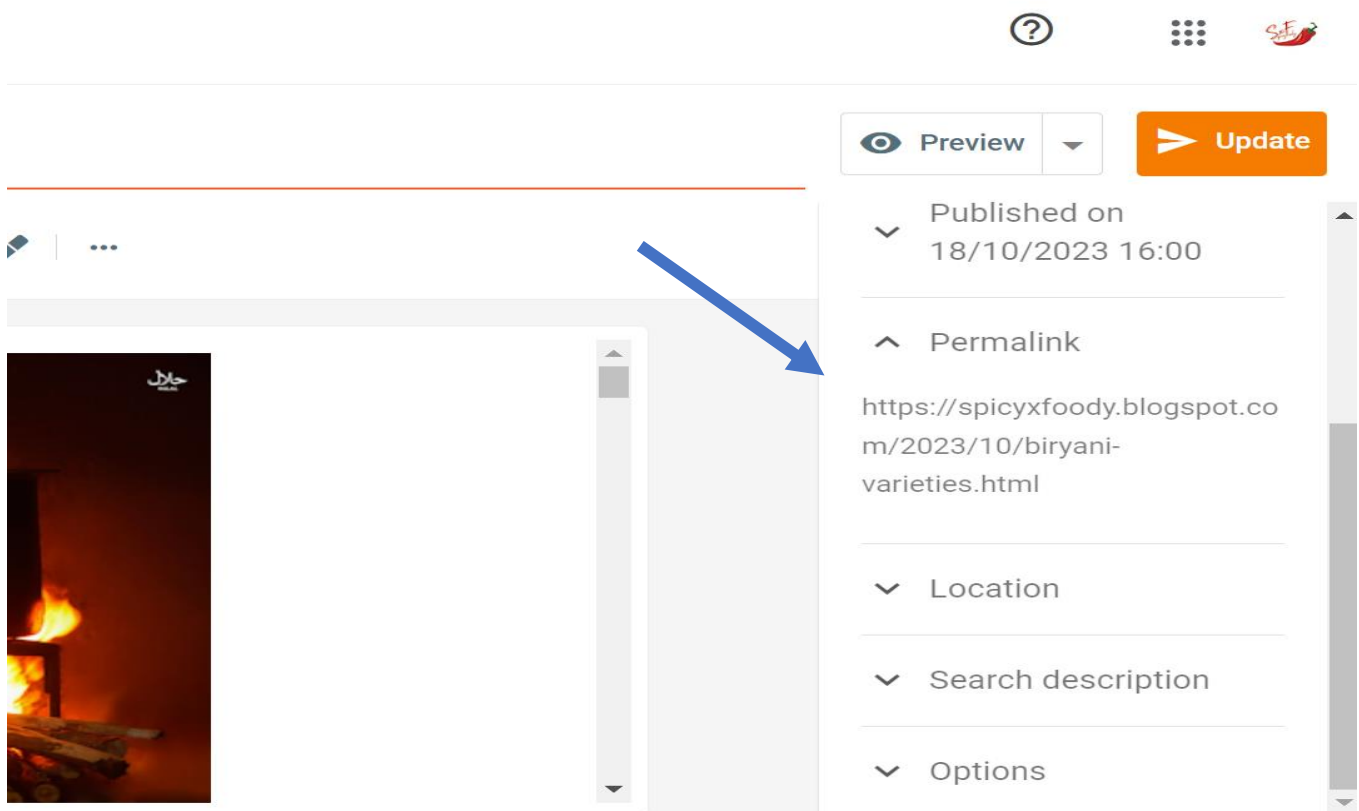 Preview
Update
Published on
18/10/2023 16:00
Permalink
https://spicyxfoody.blogspot.co
m/2023/10/biryani-
varieties.html
حلال
HALAL
Location
Search description
Options